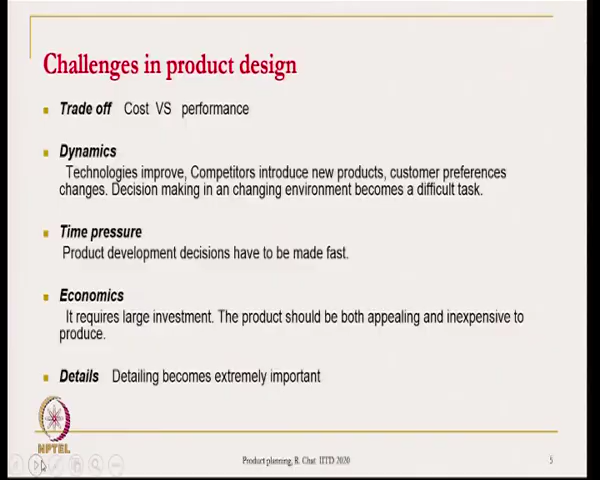 Challenges in product design
Trade off Cost VS performance
Dynamics
Technologies improve, Competitors introduce new products, customer preferences
changes. Decision making in an changing environment becomes a difficult task.
Time pressure
Product development decisions have to be made fast.
Economics
It requires large investment. The product should be both appealing and inexpensive to
produce.
Details Detailing becomes extremely important
NPTEL
Product planning, R. Chat IITD 2020
5